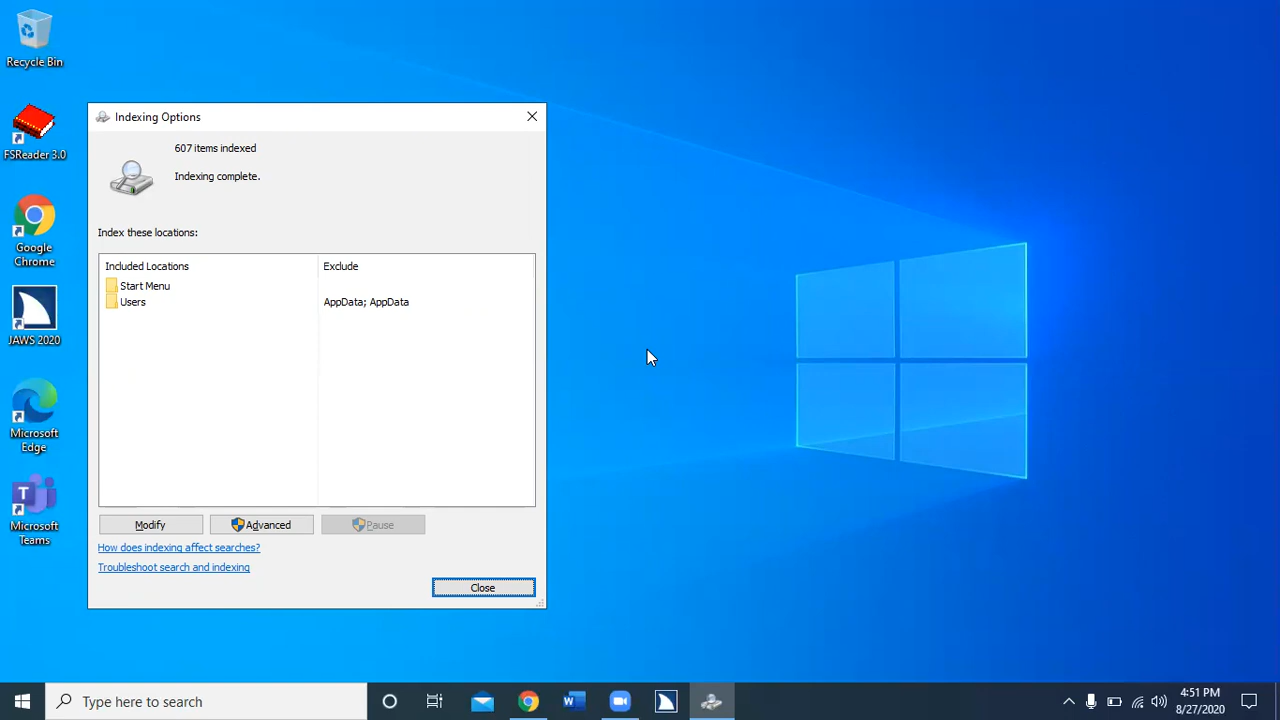 Recycle Bin
FSReader 3.0
Google
Chrome
JAWS 2020
Microsoft
Edge
Microsoft
Teams
Indexing Options
607 items indexed
Indexing complete.
Index these locations:
Included Locations
Exclude
Start Menu
Users
AppData; AppData
Modify
Advanced
Pause
How does indexing affect searches?
Troubleshoot search and indexing
Close
Type here to search
4:51 PM
8/27/2020